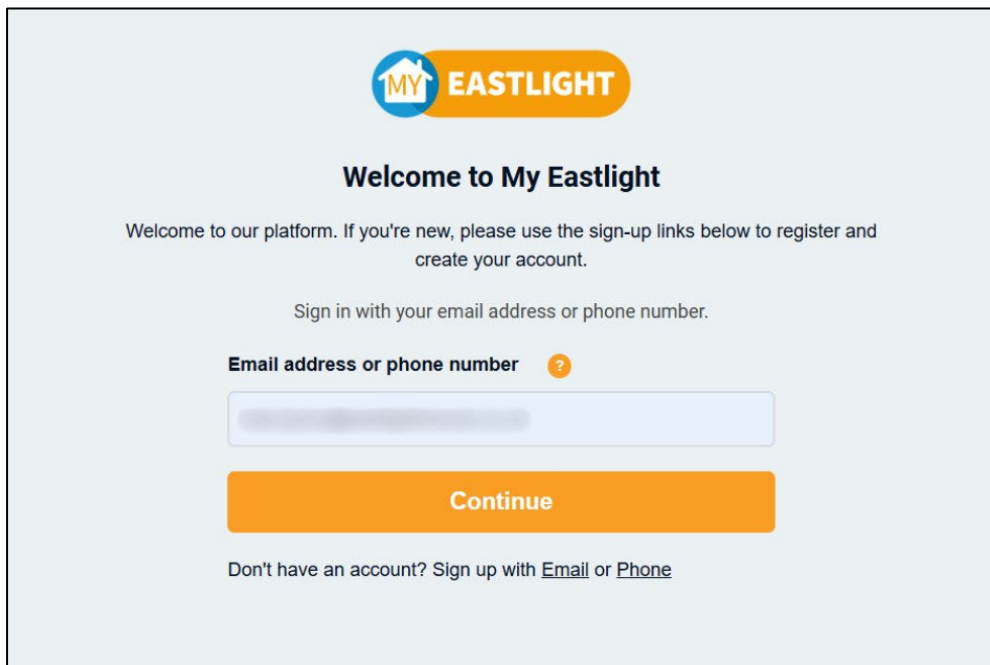 MY EASTLIGHT
Welcome to My Eastlight
Welcome to our platform. If you're new, please use the sign-up links below to register and
create your account.
Sign in with your email address or phone number.
Email address or phone number ?
Continue
Don't have an account? Sign up with Email or Phone